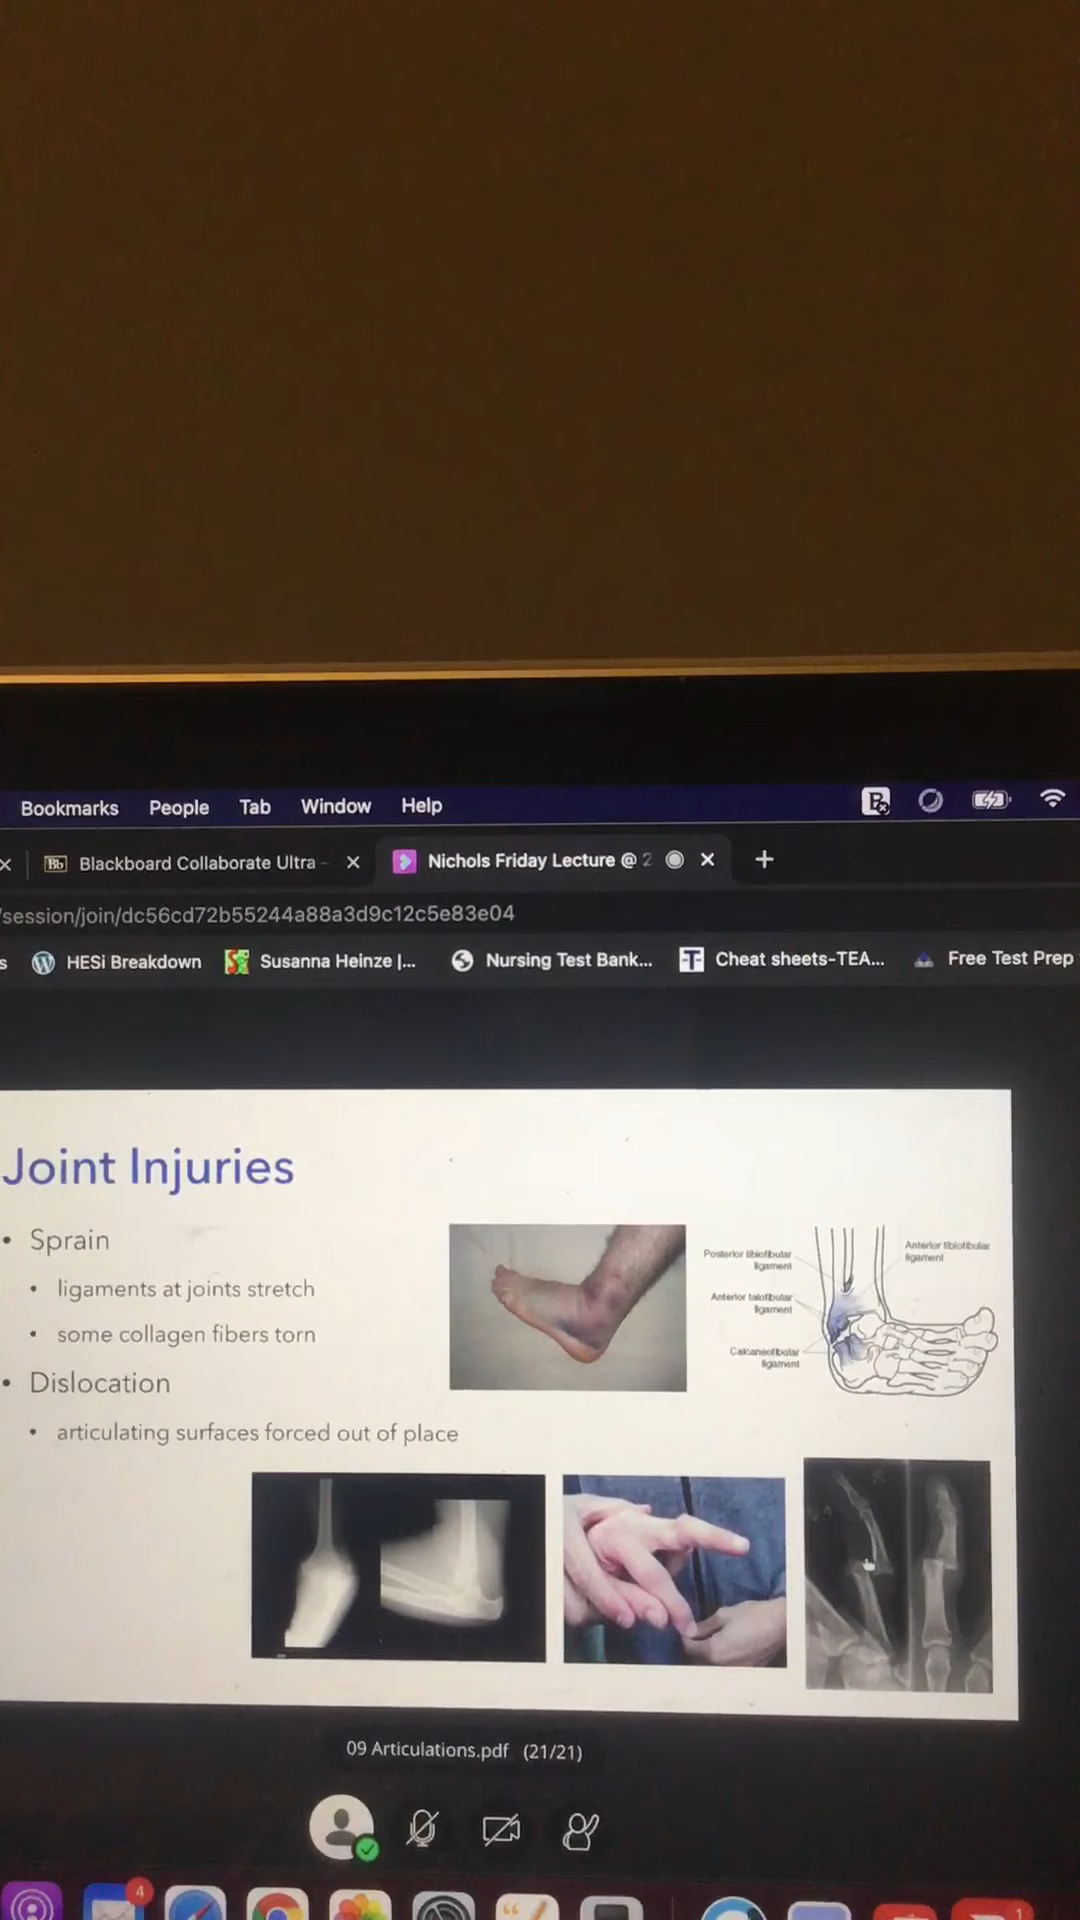 Bookmarks People Tab Window Help
Blackboard Collaborate Ultra - Nichols Friday Lecture @ 2
/session/join/dc56cd72b55244a88a3d9c12c5e83e04
s HESi Breakdown Susanna Heinze |... Nursing Test Bank... Cheat sheets-TEA... Free Test Prep
Joint Injuries
• Sprain
• ligaments at joints stretch
• some collagen fibers torn
• Dislocation
• articulating surfaces forced out of place
Posterior tibiofibular
ligament
Anterior talofibular
ligament
Calcaneofibular
ligament
Anterior tibiofibular
ligament
09 Articulations.pdf (21/21)
4
1